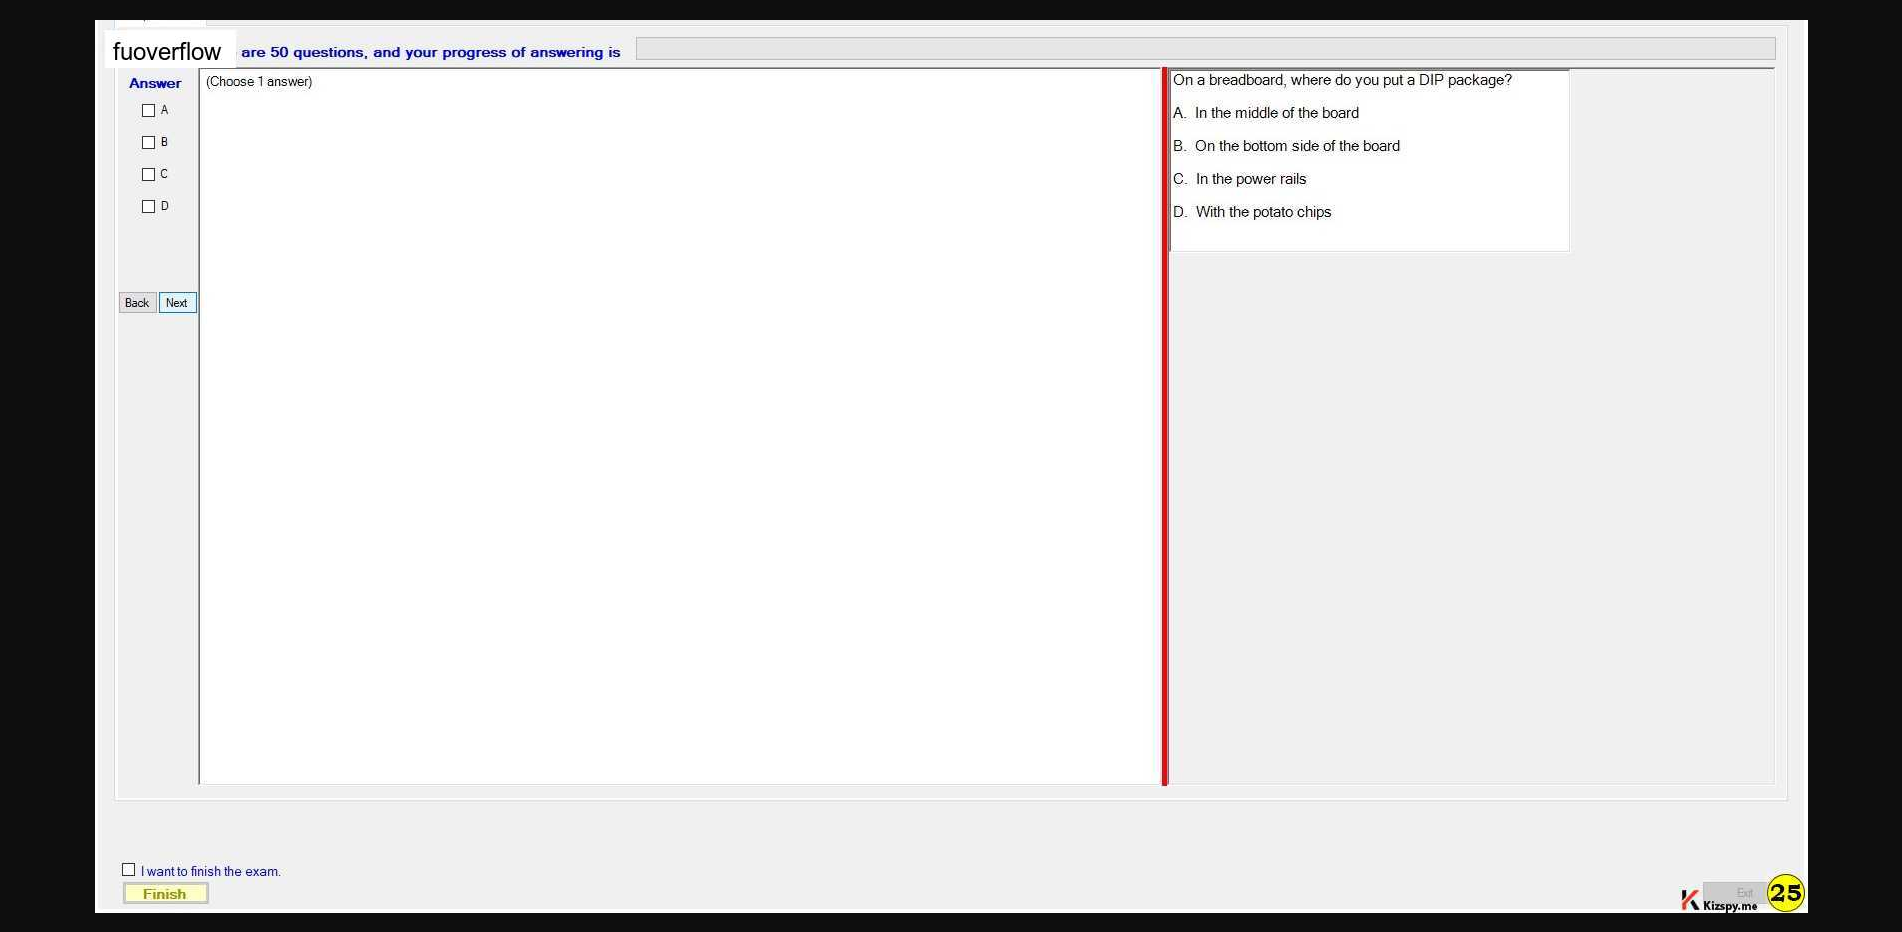 fuoverflow are 50 questions, and your progress of answering is
Answer
(Choose 1 answer)
A
B
C
D
Back Next
On a breadboard, where do you put a DIP package?
A. In the middle of the board
B. On the bottom side of the board
C. In the power rails
D. With the potato chips
I want to finish the exam.
Finish
Exit
Kizspy.me
25